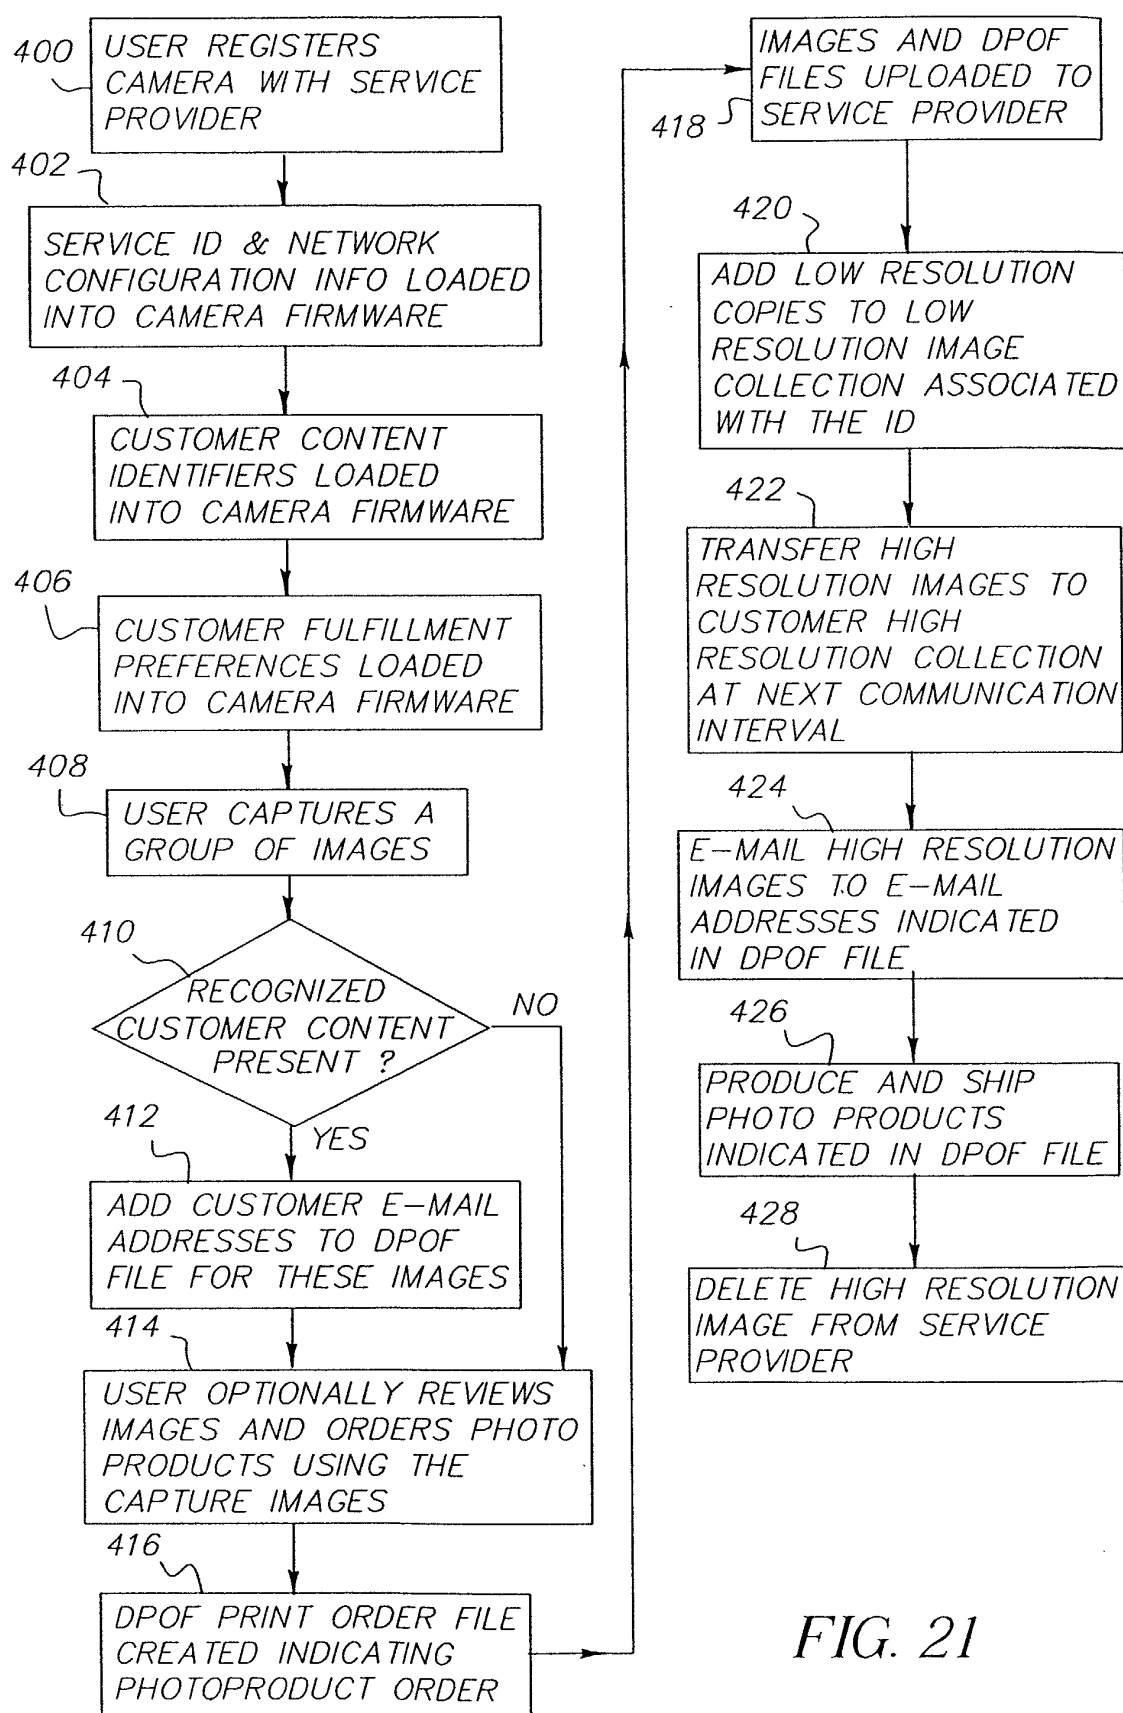 400
USER REGISTERS
CAMERA WITH SERVICE
PROVIDER
402
SERVICE ID & NETWORK
CONFIGURATION INFO LOADED
INTO CAMERA FIRMWARE
404
CUSTOMER CONTENT
IDENTIFIERS LOADED
INTO CAMERA FIRMWARE
406
CUSTOMER FULFILLMENT
PREFERENCES LOADED
INTO CAMERA FIRMWARE
408
USER CAPTURES A
GROUP OF IMAGES
410
RECOGNIZED
CUSTOMER CONTENT
PRESENT ?
NO
YES
412
ADD CUSTOMER E-MAIL
ADDRESSES TO DPOF
FILE FOR THESE IMAGES
414
USER OPTIONALLY REVIEWS
IMAGES AND ORDERS PHOTO
PRODUCTS USING THE
CAPTURE IMAGES
416
DPOF PRINT ORDER FILE
CREATED INDICATING
PHOTOPRODUCT ORDER
IMAGES AND DPOF
FILES UPLOADED TO
SERVICE PROVIDER
418
420
ADD LOW RESOLUTION
COPIES TO LOW
RESOLUTION IMAGE
COLLECTION ASSOCIATED
WITH THE ID
422
TRANSFER HIGH
RESOLUTION IMAGES TO
CUSTOMER HIGH
RESOLUTION COLLECTION
AT NEXT COMMUNICATION
INTERVAL
424
E-MAIL HIGH RESOLUTION
IMAGES TO E-MAIL
ADDRESSES INDICATED
IN DPOF FILE
426
PRODUCE AND SHIP
PHOTO PRODUCTS
INDICATED IN DPOF FILE
428
DELETE HIGH RESOLUTION
IMAGE FROM SERVICE
PROVIDER
FIG. 21